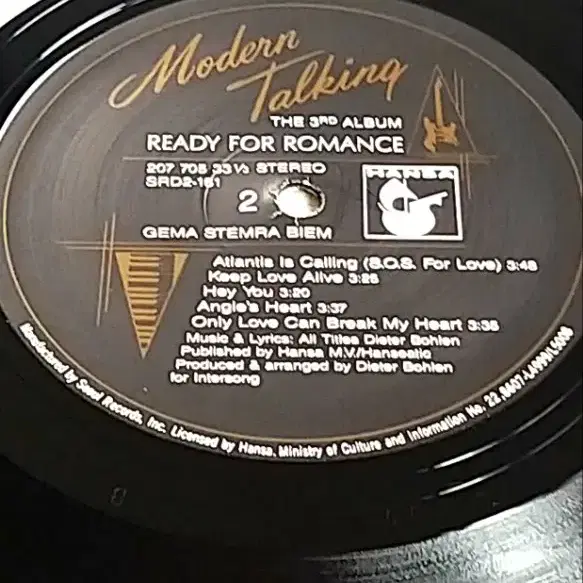 Modern
Talking
THE 3RD ALBUM
READY FOR ROMANCE
207 705 33⅓ STEREO
SRD2-161
2
HANSA
GEMA STEMRA BIEM
Atlantis Is Calling (S.O.S. For Love) 3:48
Keep Love Alive 3:26
Hey You 3:20
Angie's Heart 3:37
Only Love Can Break My Heart 3:38
Music & Lyrics: All Titles Dieter Bohlen
Published by Hansa M.V./Hanseatic
Produced & arranged by Dieter Bohlen
for Intersong
Manufactured by Seoul Records, Inc. Licensed by Hansa. Ministry of Culture and Information No.